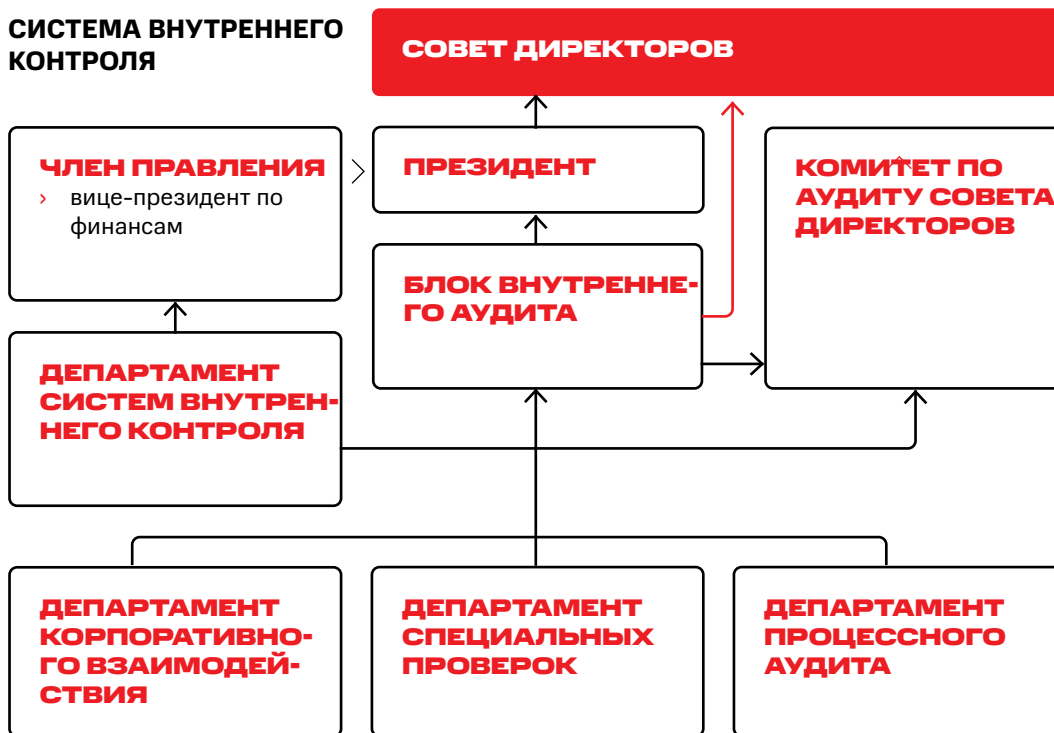 СИСТЕМА ВНУТРЕННЕГО
КОНТРОЛЯ
СОВЕТ ДИРЕКТОРОВ
ЧЛЕН ПРАВЛЕНИЯ
› вице-президент по
финансам
ПРЕЗИДЕНТ
КОМИТЕТ ПО
АУДИТУ СОВЕТА
ДИРЕКТОРОВ
БЛОК ВНУТРЕННЕ-
ГО АУДИТА
ДЕПАРТАМЕНТ
СИСТЕМ ВНУТРЕН-
НЕГО КОНТРОЛЯ
ДЕПАРТАМЕНТ
КОРПОРАТИВНО-
ГО ВЗАИМОДЕЙ-
СТВИЯ
ДЕПАРТАМЕНТ
СПЕЦИАЛЬНЫХ
ПРОВЕРОК
ДЕПАРТАМЕНТ
ПРОЦЕССНОГО
АУДИТА